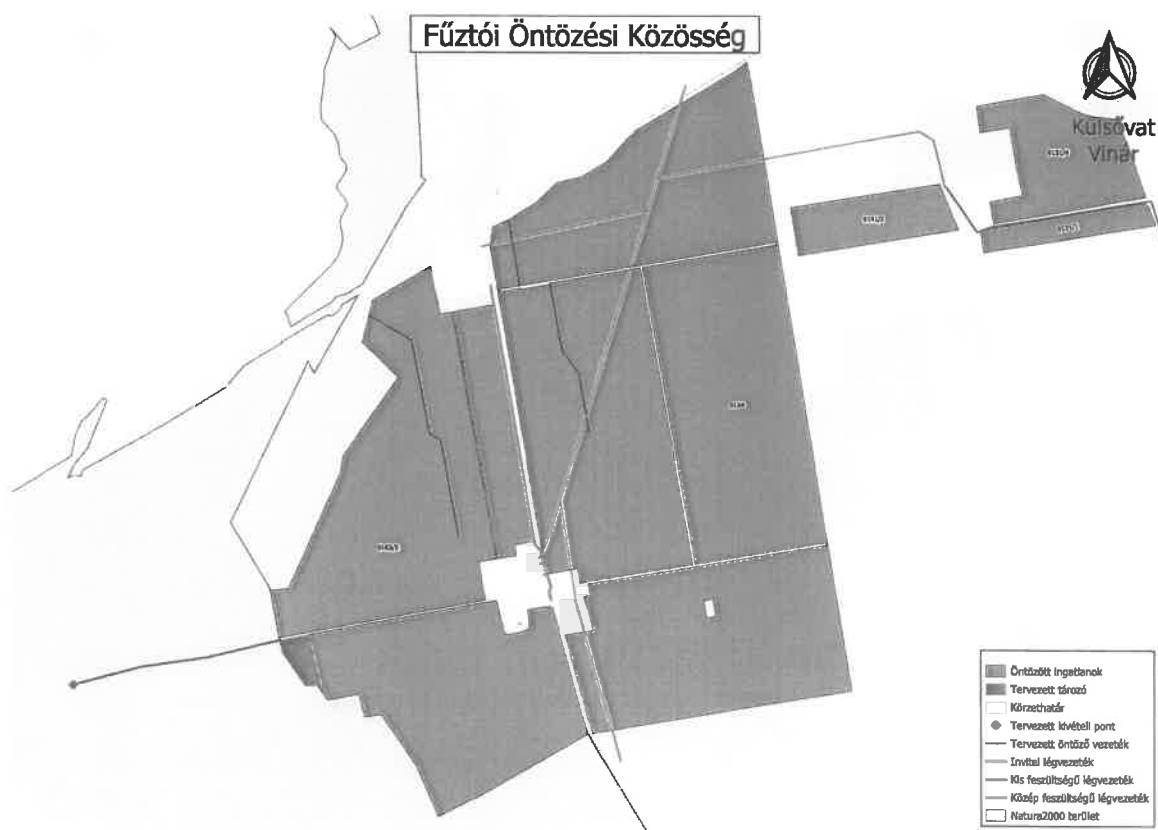 Fűztói Öntözési Közösség
Külsővat
Vinár
Öntözött ingatlanok
Tervezett tározó
Körzethatár
Tervezett kivételi pont
Tervezett öntöző vezeték
Invitel légvezeték
Kis feszültségű légvezeték
Közép feszültségű légvezeték
Natura2000 terület